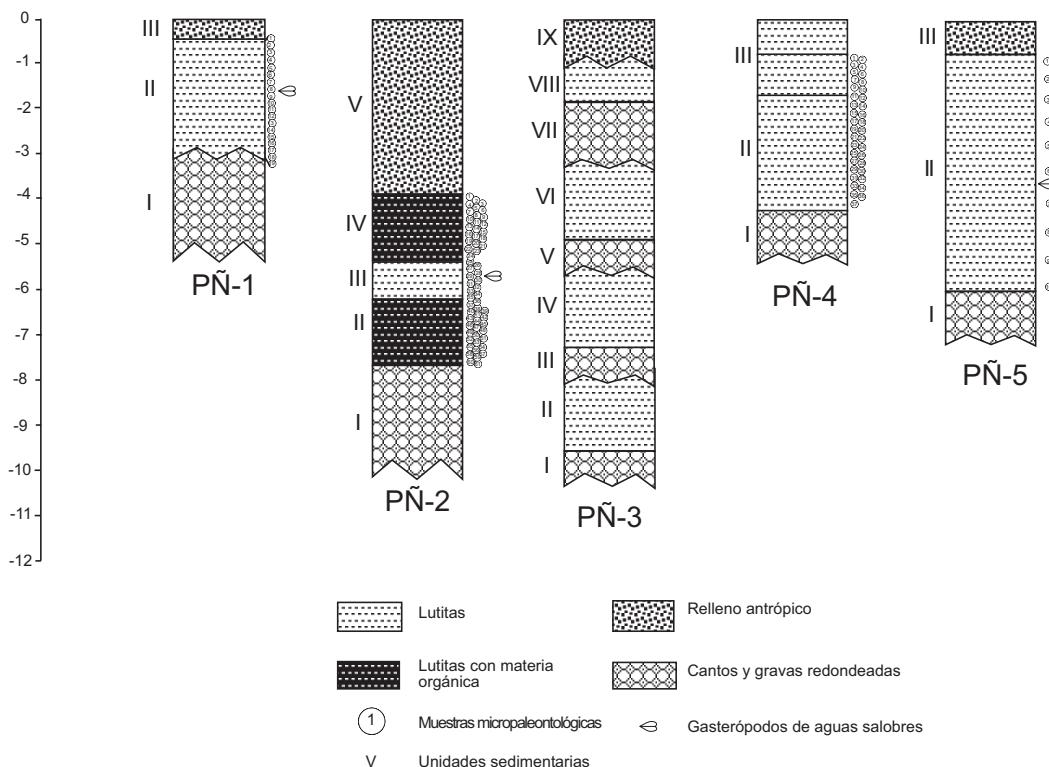 0
-1
-2
-3
-4
-5
-6
-7
-8
-9
-10
-11
-12
III
II
I
PÑ-1
V
IV
III
II
I
PÑ-2
IX
VIII
VII
VI
V
IV
III
II
I
PÑ-3
III
II
I
PÑ-4
III
II
I
PÑ-5
Lutitas
Relleno antrópico
Lutitas con materia
orgánica
Cantos y gravas redondeadas
1 Muestras micropaleontológicas
Gasterópodos de aguas salobres
V Unidades sedimentarias